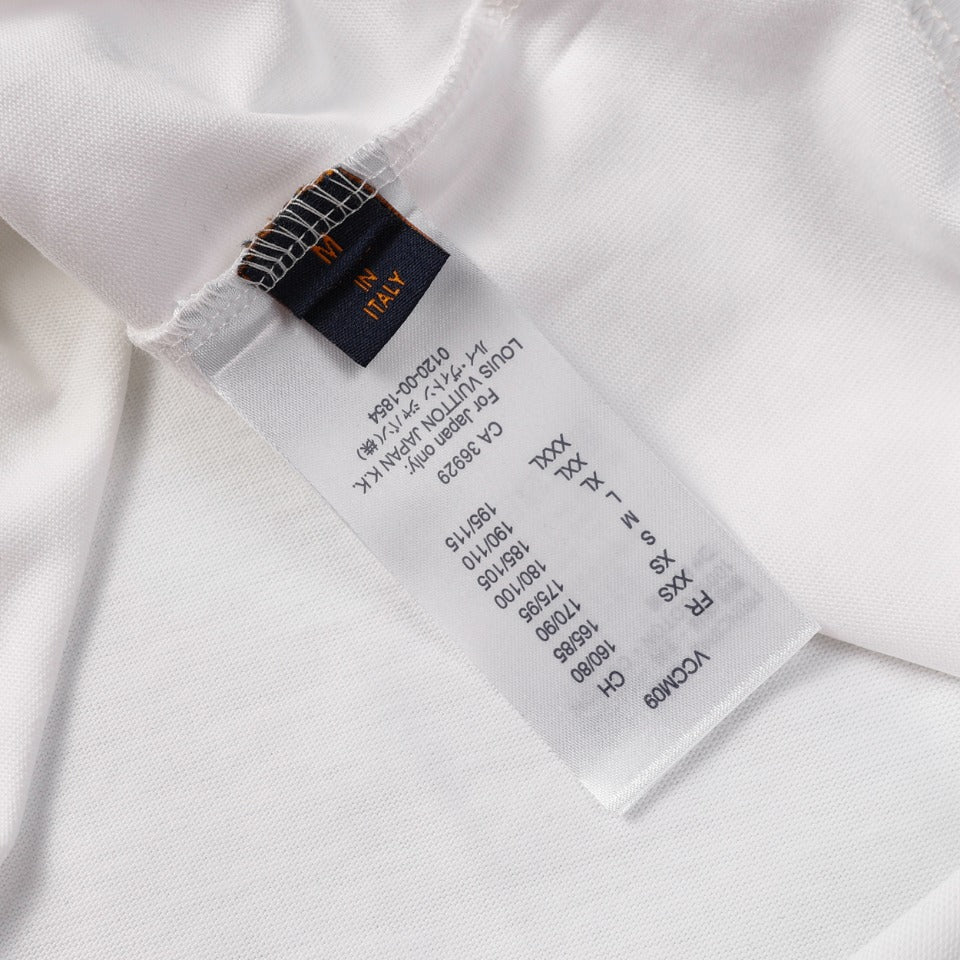 M
IN
ITALY
VCCM09
FR CH
XXS 160/80
XS 165/85
S 170/90
M 175/95
L 180/100
XL 185/105
XXL 190/110
XXXL 195/115
CA 36929
For Japan only:
LOUIS VUITTON JAPAN K.K.
ルイ・ヴィトン ジャパン(株)
0120-00-1854